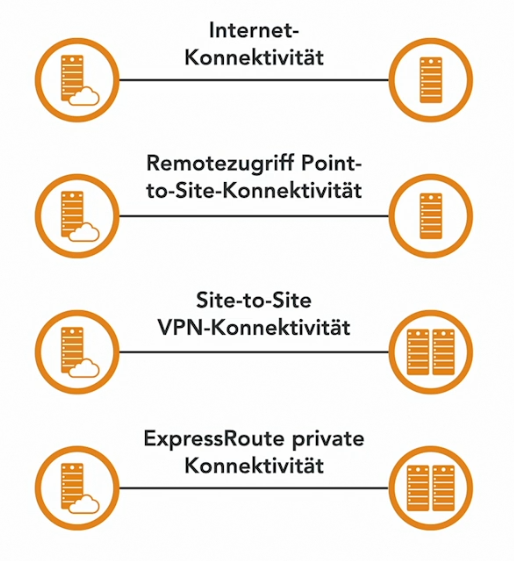 Internet-
Konnektivität
Remotezugriff Point-
to-Site-Konnektivität
Site-to-Site
VPN-Konnektivität
ExpressRoute private
Konnektivität